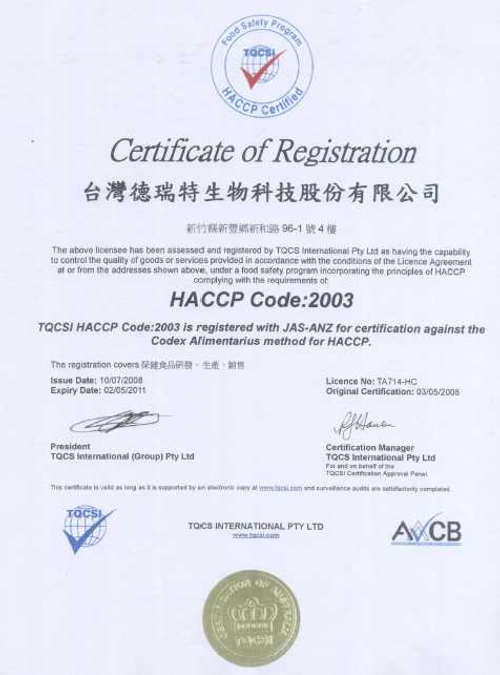 Food Safety Program
TQCSI
HACCP Certified
Certificate of Registration
台灣德瑞特生物科技股份有限公司
新竹縣新豐鄉新和路 96-1 號 4 樓
The above licensee has been assessed and registered by TQCS International Pty Ltd as having the capability
to control the quality of goods or services provided in accordance with the conditions of the Licence Agreement
at or from the addresses shown above, under a food safety program incorporating the principles of HACCP
complying with the requirements of:
HACCP Code:2003
TQCSI HACCP Code:2003 is registered with JAS-ANZ for certification against the
Codex Alimentarius method for HACCP.
The registration covers 保健食品研發、生產、銷售
Issue Date: 10/07/2008
Expiry Date: 02/05/2011
Licence No: TA714-HC
Original Certification: 03/05/2008
President
TQCS International (Group) Pty Ltd
Certification Manager
TQCS International Pty Ltd
For and on behalf of the
TQCSI Certification Approval Panel
This certificate is valid as long as it is supported by an electronic copy at www.tqcsi.com and surveillance audits are satisfactorily completed.
TQCSI
TQCS INTERNATIONAL PTY LTD
www.tqcsi.com
AWCB
TQCSI